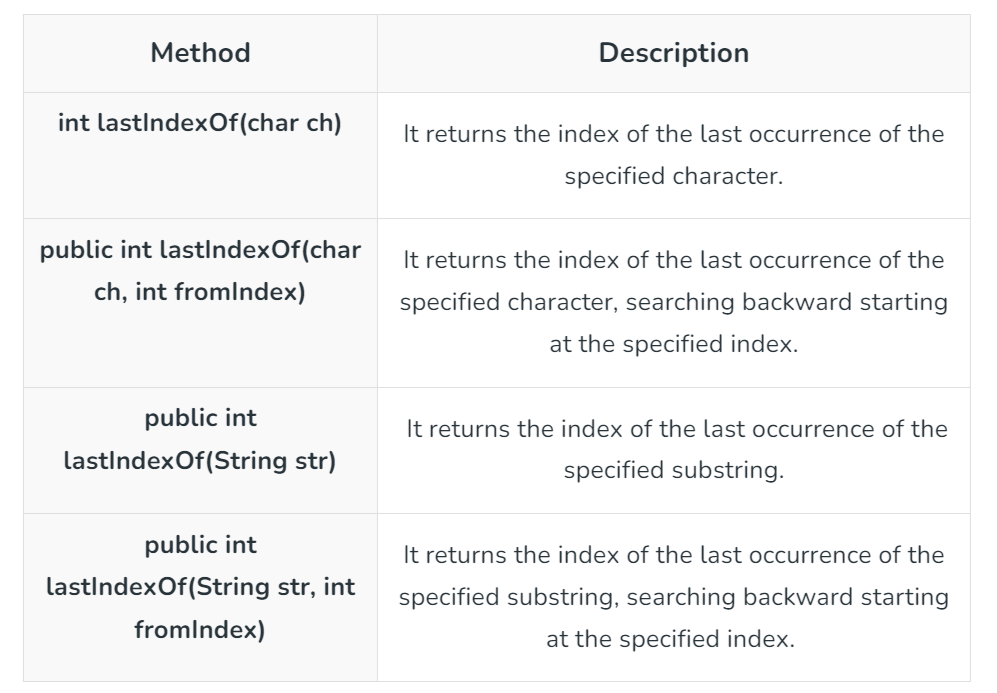 Method
Description
int lastIndexOf(char ch)
It returns the index of the last occurrence of the
specified character.
public int lastIndexOf(char
ch, int fromIndex)
It returns the index of the last occurrence of the
specified character, searching backward starting
at the specified index.
public int
lastIndexOf(String str)
It returns the index of the last occurrence of the
specified substring.
public int
lastIndexOf(String str, int
fromIndex)
It returns the index of the last occurrence of the
specified substring, searching backward starting
at the specified index.